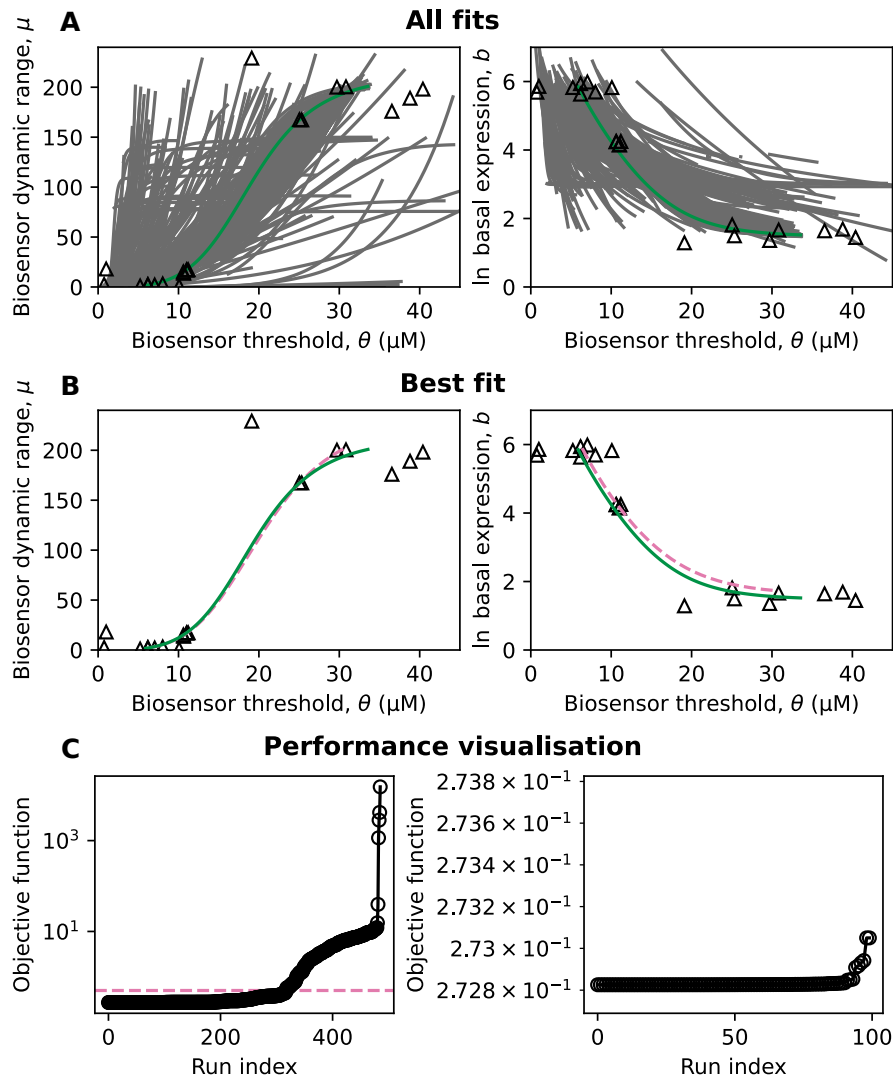 A All fits
Biosensor dynamic range, μ
200
150
100
50
0
0 10 20 30 40
Biosensor threshold, θ (μM)
ln basal expression, b
6
4
2
0
0 10 20 30 40
Biosensor threshold, θ (μM)
B Best fit
Biosensor dynamic range, μ
200
150
100
50
0
0 10 20 30 40
Biosensor threshold, θ (μM)
ln basal expression, b
6
4
2
0
0 10 20 30 40
Biosensor threshold, θ (μM)
C Performance visualisation
Objective function
10³
10¹
0 200 400
Run index
Objective function
2.738 × 10⁻¹
2.736 × 10⁻¹
2.734 × 10⁻¹
2.731 × 10⁻¹
2.73 × 10⁻¹
2.728 × 10⁻¹
0 50 100
Run index